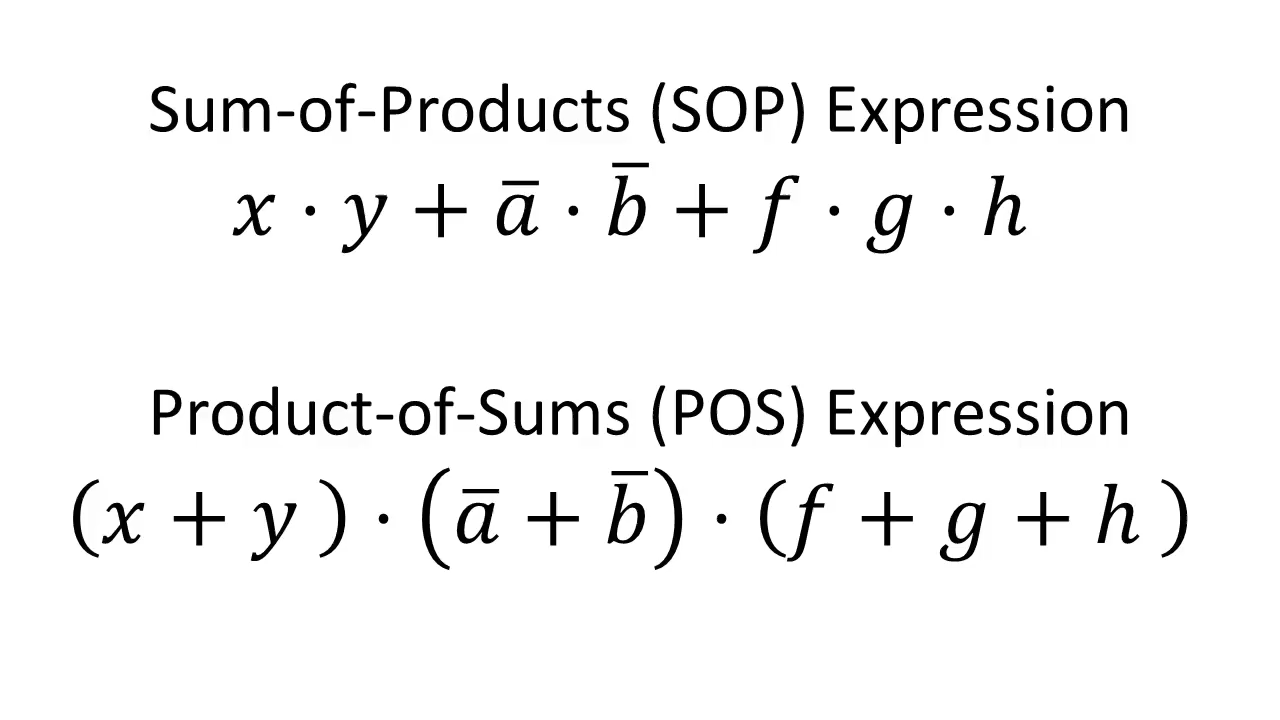 Sum-of-Products (SOP) Expression
x · y + a̅ · b̅ + f · g · h
Product-of-Sums (POS) Expression
(x + y ) · (a̅ + b̅) · (f + g + h )